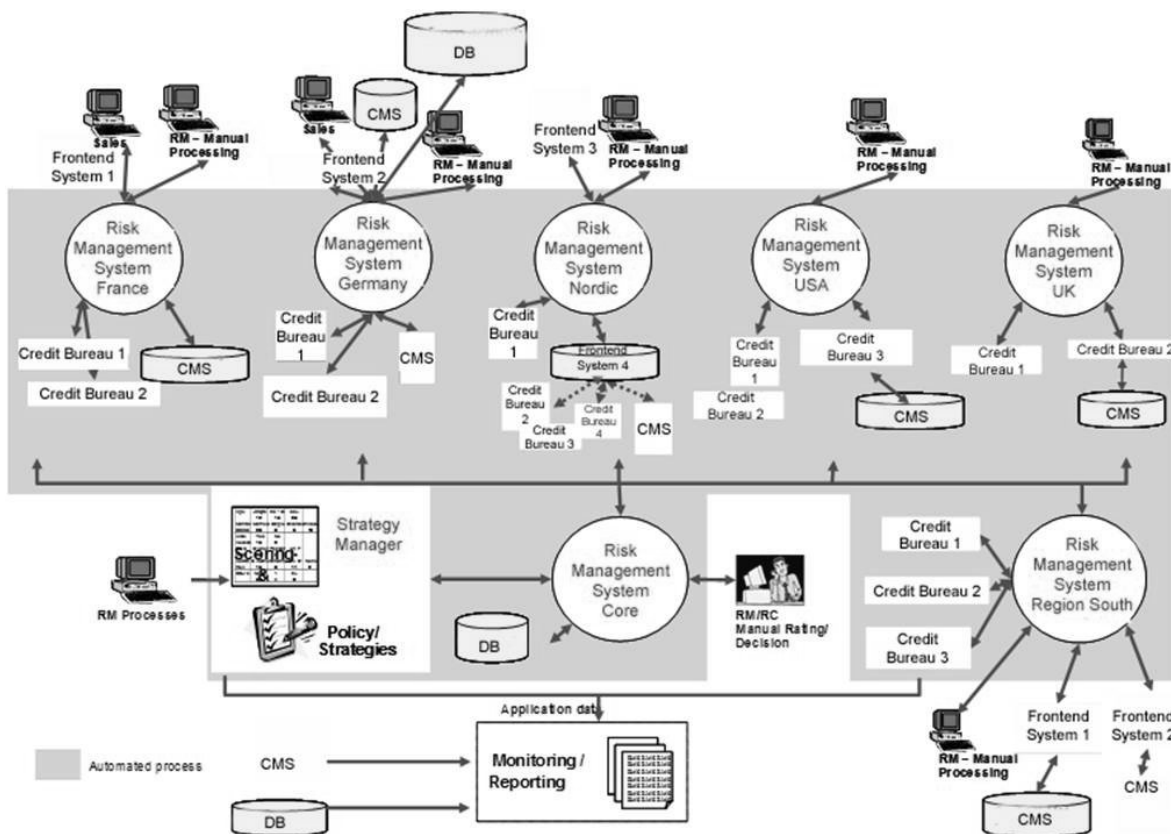 DB
CMS
Sales
RM – Manual
Processing
Frontend
System 1
Sales
Frontend
System 2
RM – Manual
Processing
Frontend
System 3
RM – Manual
Processing
RM – Manual
Processing
RM – Manual
Processing
Risk
Management
System
France
Risk
Management
System
Germany
Risk
Management
System
Nordic
Risk
Management
System
USA
Risk
Management
System
UK
Credit Bureau 1
Credit Bureau 2
CMS
Credit
Bureau
1
Credit Bureau 2
CMS
Credit
Bureau
1
Frontend
System 4
Credit
Bureau
2
Credit
Bureau 3
Credit
Bureau
4
CMS
Credit
Bureau
1
Credit
Bureau 2
Credit
Bureau 3
CMS
Credit
Bureau 1
Credit Bureau 2
CMS
Scoring
&
Strategy
Manager
Policy/
Strategies
RM Processes
Risk
Management
System
Core
DB
RM/RC
Manual Rating/
Decision
Credit
Bureau 1
Credit Bureau 2
Credit
Bureau 3
Risk
Management
System
Region South
RM – Manual
Processing
Frontend
System 1
Frontend
System 2
CMS
CMS
Application data
Monitoring /
Reporting
Automated process
CMS
DB